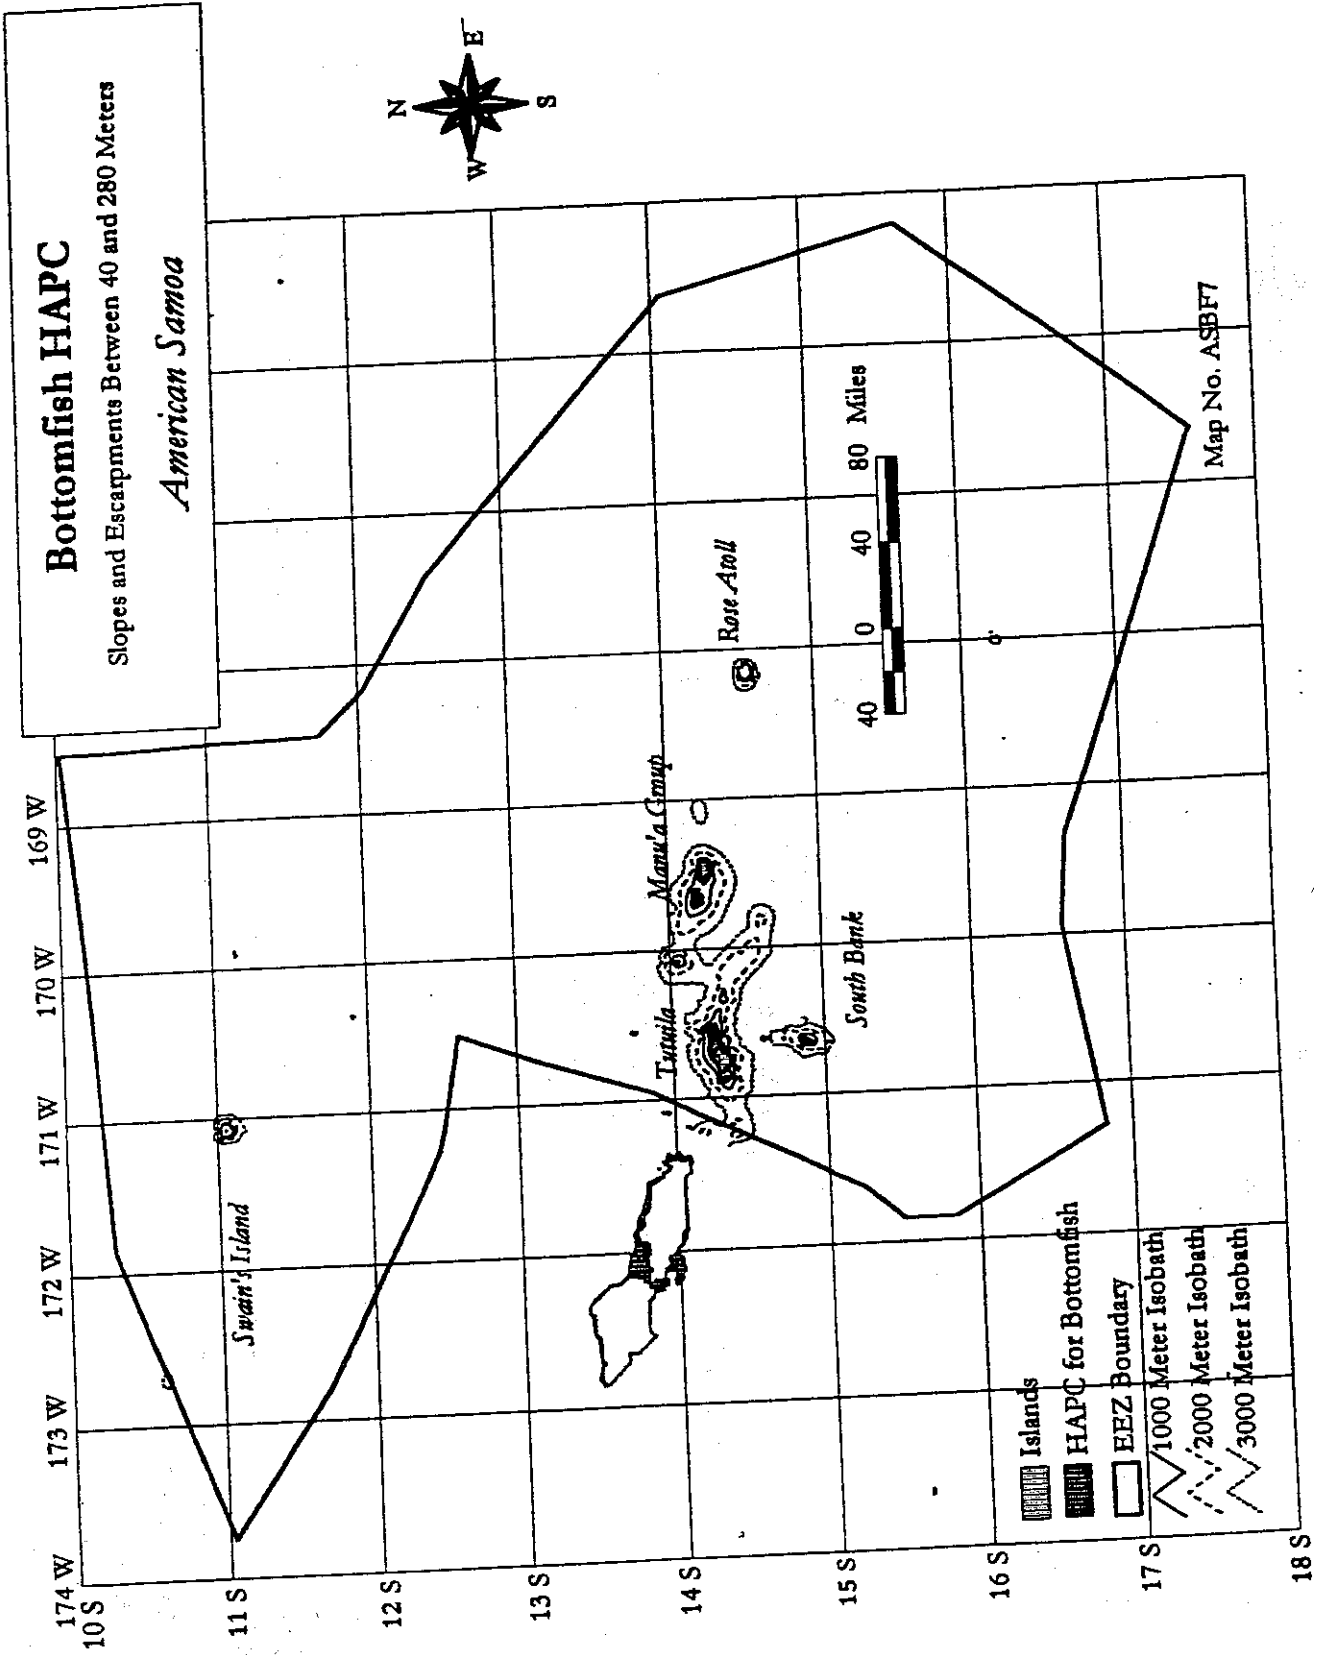 Bottomfish HAPC
Slopes and Escarpments Between 40 and 280 Meters
American Samoa
N
W
E
S
174 W
173 W
172 W
171 W
170 W
169 W
10 S
11 S
12 S
13 S
14 S
15 S
16 S
17 S
18 S
Swain's Island
Tutuila
Manu'a Group
Rose Atoll
South Bank
40 0 40 80 Miles
Islands
HAPC for Bottomfish
EEZ Boundary
1000 Meter Isobath
2000 Meter Isobath
3000 Meter Isobath
Map No. ASBF7